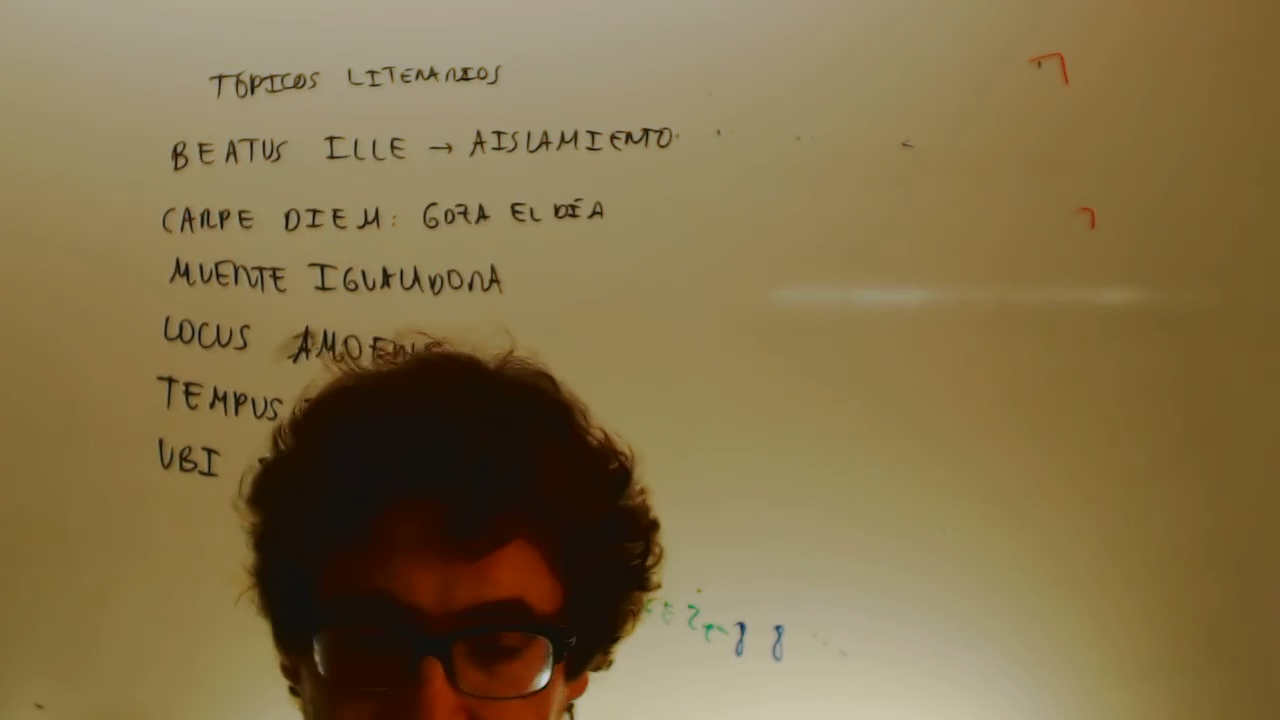 TÓPICOS LITERARIOS
BEATUS ILLE → AISLAMIENTO
CARPE DIEM: GOZA EL DÍA
MUERTE IGUALADORA
LOCUS
TEMPUS
UBI